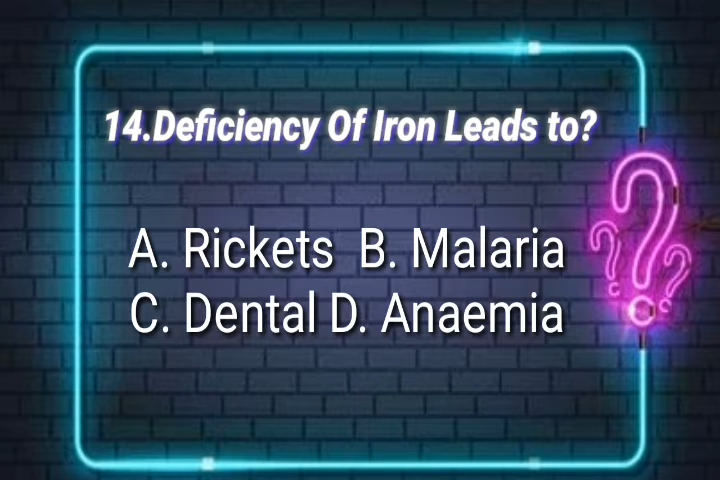 14.Deficiency Of Iron Leads to?
A. Rickets B. Malaria
C. Dental D. Anaemia